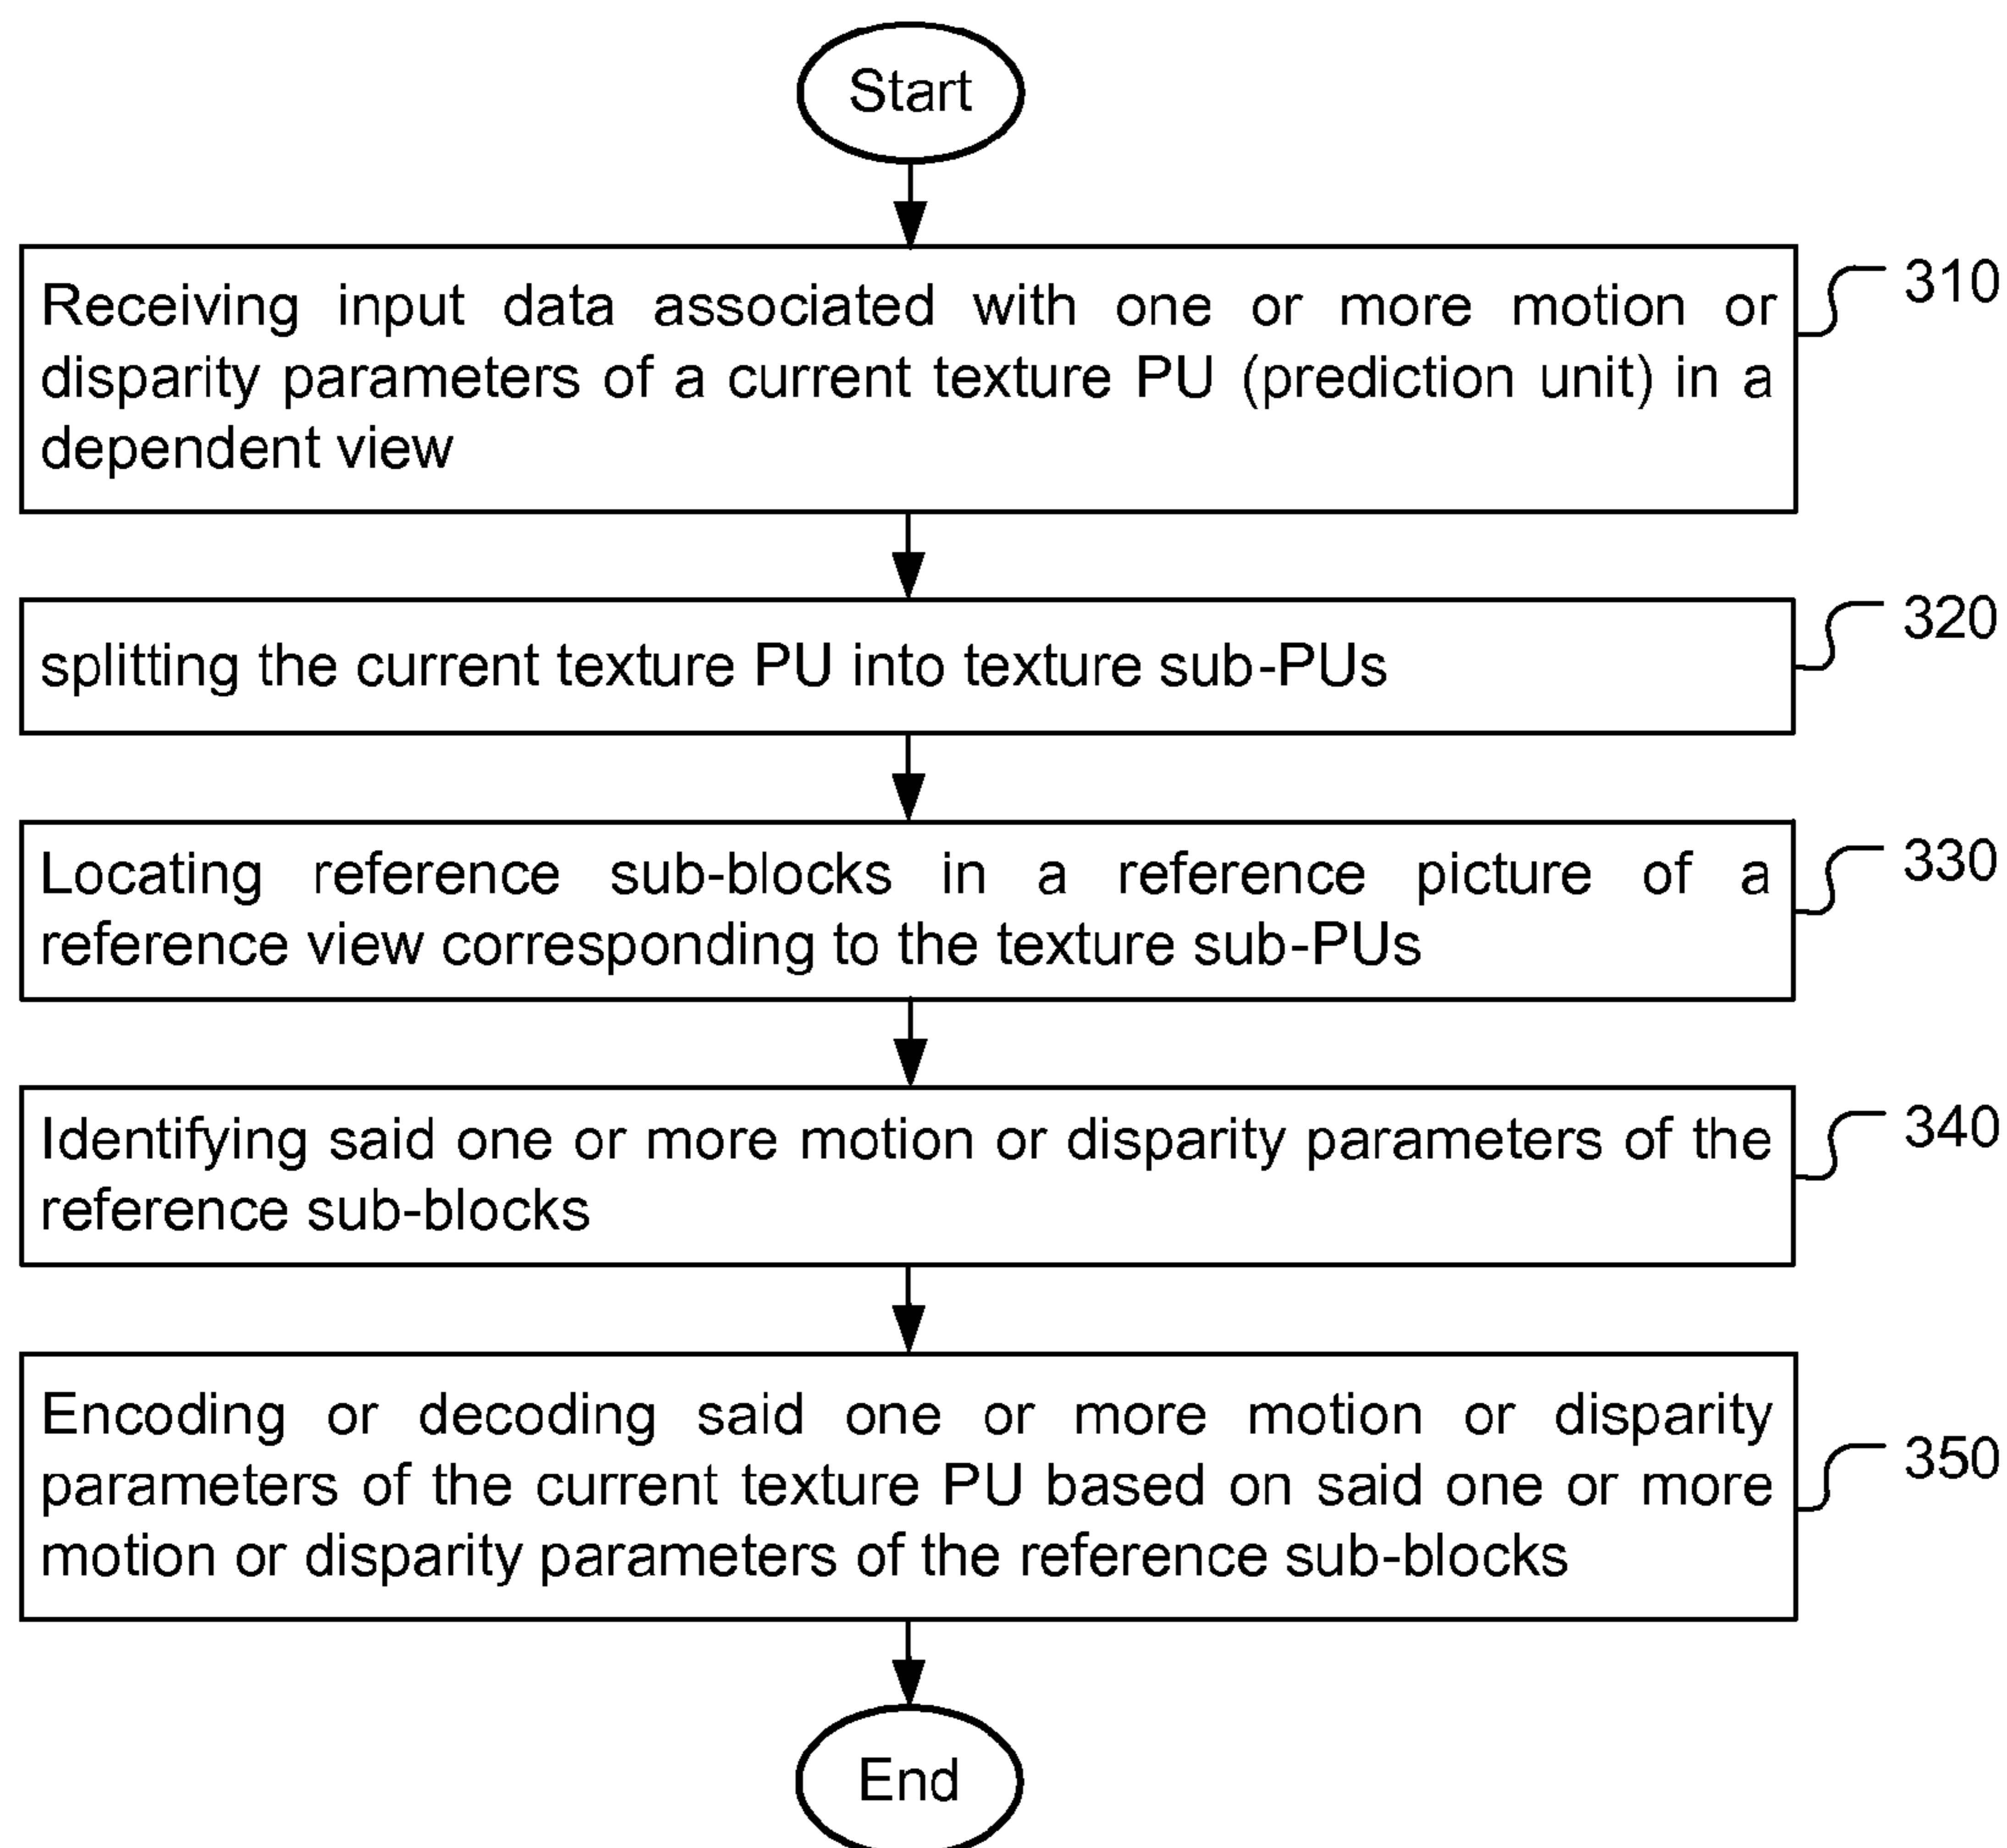 Start
Receiving input data associated with one or more motion or
310
disparity parameters of a current texture PU (prediction unit) in a
dependent view
splitting the current texture PU into texture sub-PUs
320
Locating reference sub-blocks in a reference picture of a
330
reference view corresponding to the texture sub-PUs
Identifying said one or more motion or disparity parameters of the
340
reference sub-blocks
Encoding or decoding said one or more motion or disparity
350
parameters of the current texture PU based on said one or more
motion or disparity parameters of the reference sub-blocks
End